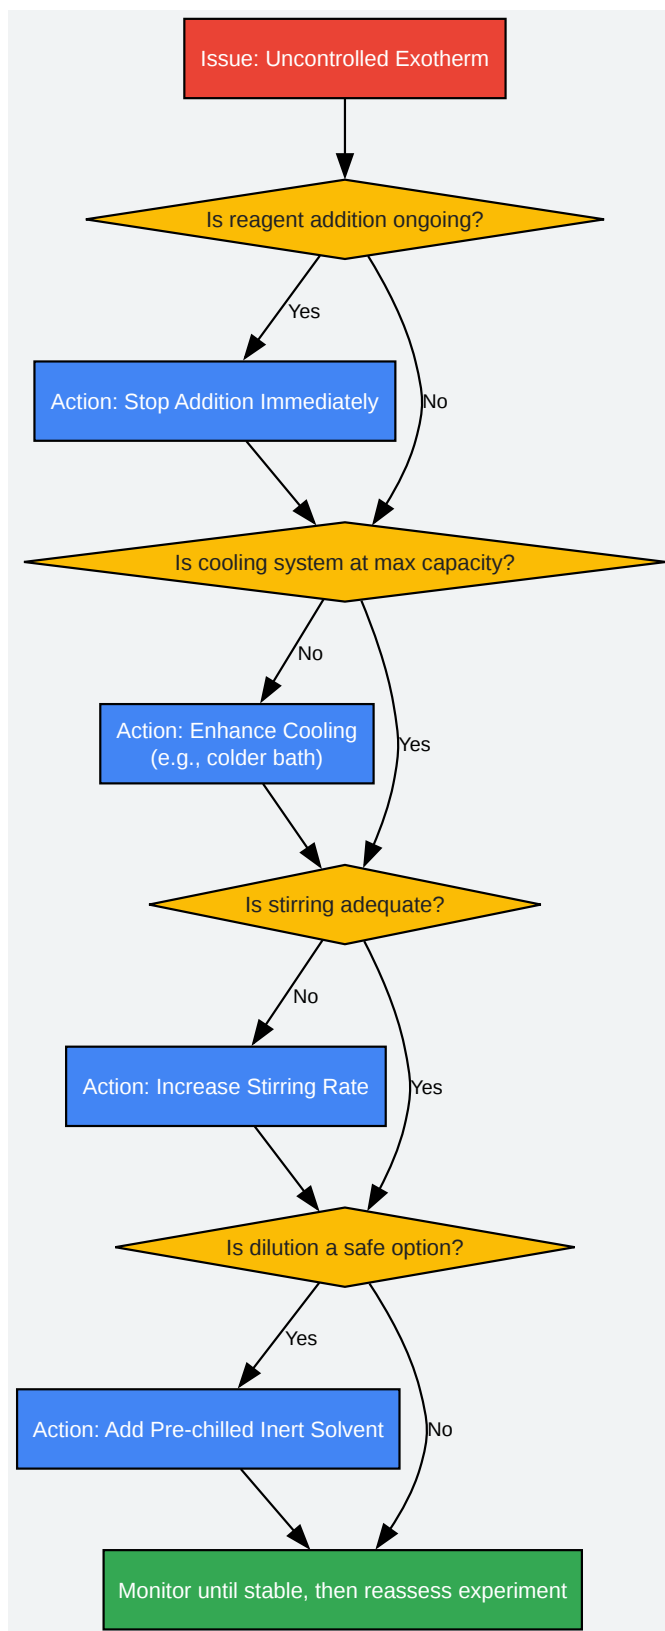 Issue: Uncontrolled Exotherm
Is reagent addition ongoing?
Yes
Action: Stop Addition Immediately
No
Is cooling system at max capacity?
No
Action: Enhance Cooling
(e.g., colder bath)
Yes
Is stirring adequate?
No
Action: Increase Stirring Rate
Yes
Is dilution a safe option?
Yes
Action: Add Pre-chilled Inert Solvent
No
Monitor until stable, then reassess experiment